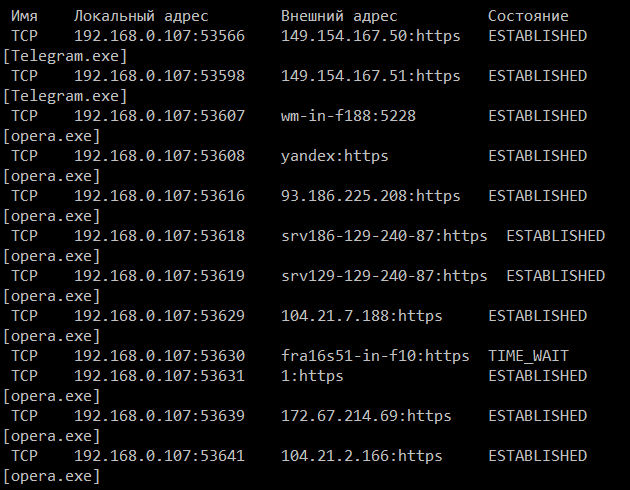 Имя Локальный адрес Внешний адрес Состояние
TCP 192.168.0.107:53566 149.154.167.50:https ESTABLISHED
[Telegram.exe]
TCP 192.168.0.107:53598 149.154.167.51:https ESTABLISHED
[Telegram.exe]
TCP 192.168.0.107:53607 wm-in-f188:5228 ESTABLISHED
[opera.exe]
TCP 192.168.0.107:53608 yandex:https ESTABLISHED
[opera.exe]
TCP 192.168.0.107:53616 93.186.225.208:https ESTABLISHED
[opera.exe]
TCP 192.168.0.107:53618 srv186-129-240-87:https ESTABLISHED
[opera.exe]
TCP 192.168.0.107:53619 srv129-129-240-87:https ESTABLISHED
[opera.exe]
TCP 192.168.0.107:53629 104.21.7.188:https ESTABLISHED
[opera.exe]
TCP 192.168.0.107:53630 fra16s51-in-f10:https TIME_WAIT
TCP 192.168.0.107:53631 1:https ESTABLISHED
[opera.exe]
TCP 192.168.0.107:53639 172.67.214.69:https ESTABLISHED
[opera.exe]
TCP 192.168.0.107:53641 104.21.2.166:https ESTABLISHED
[opera.exe]